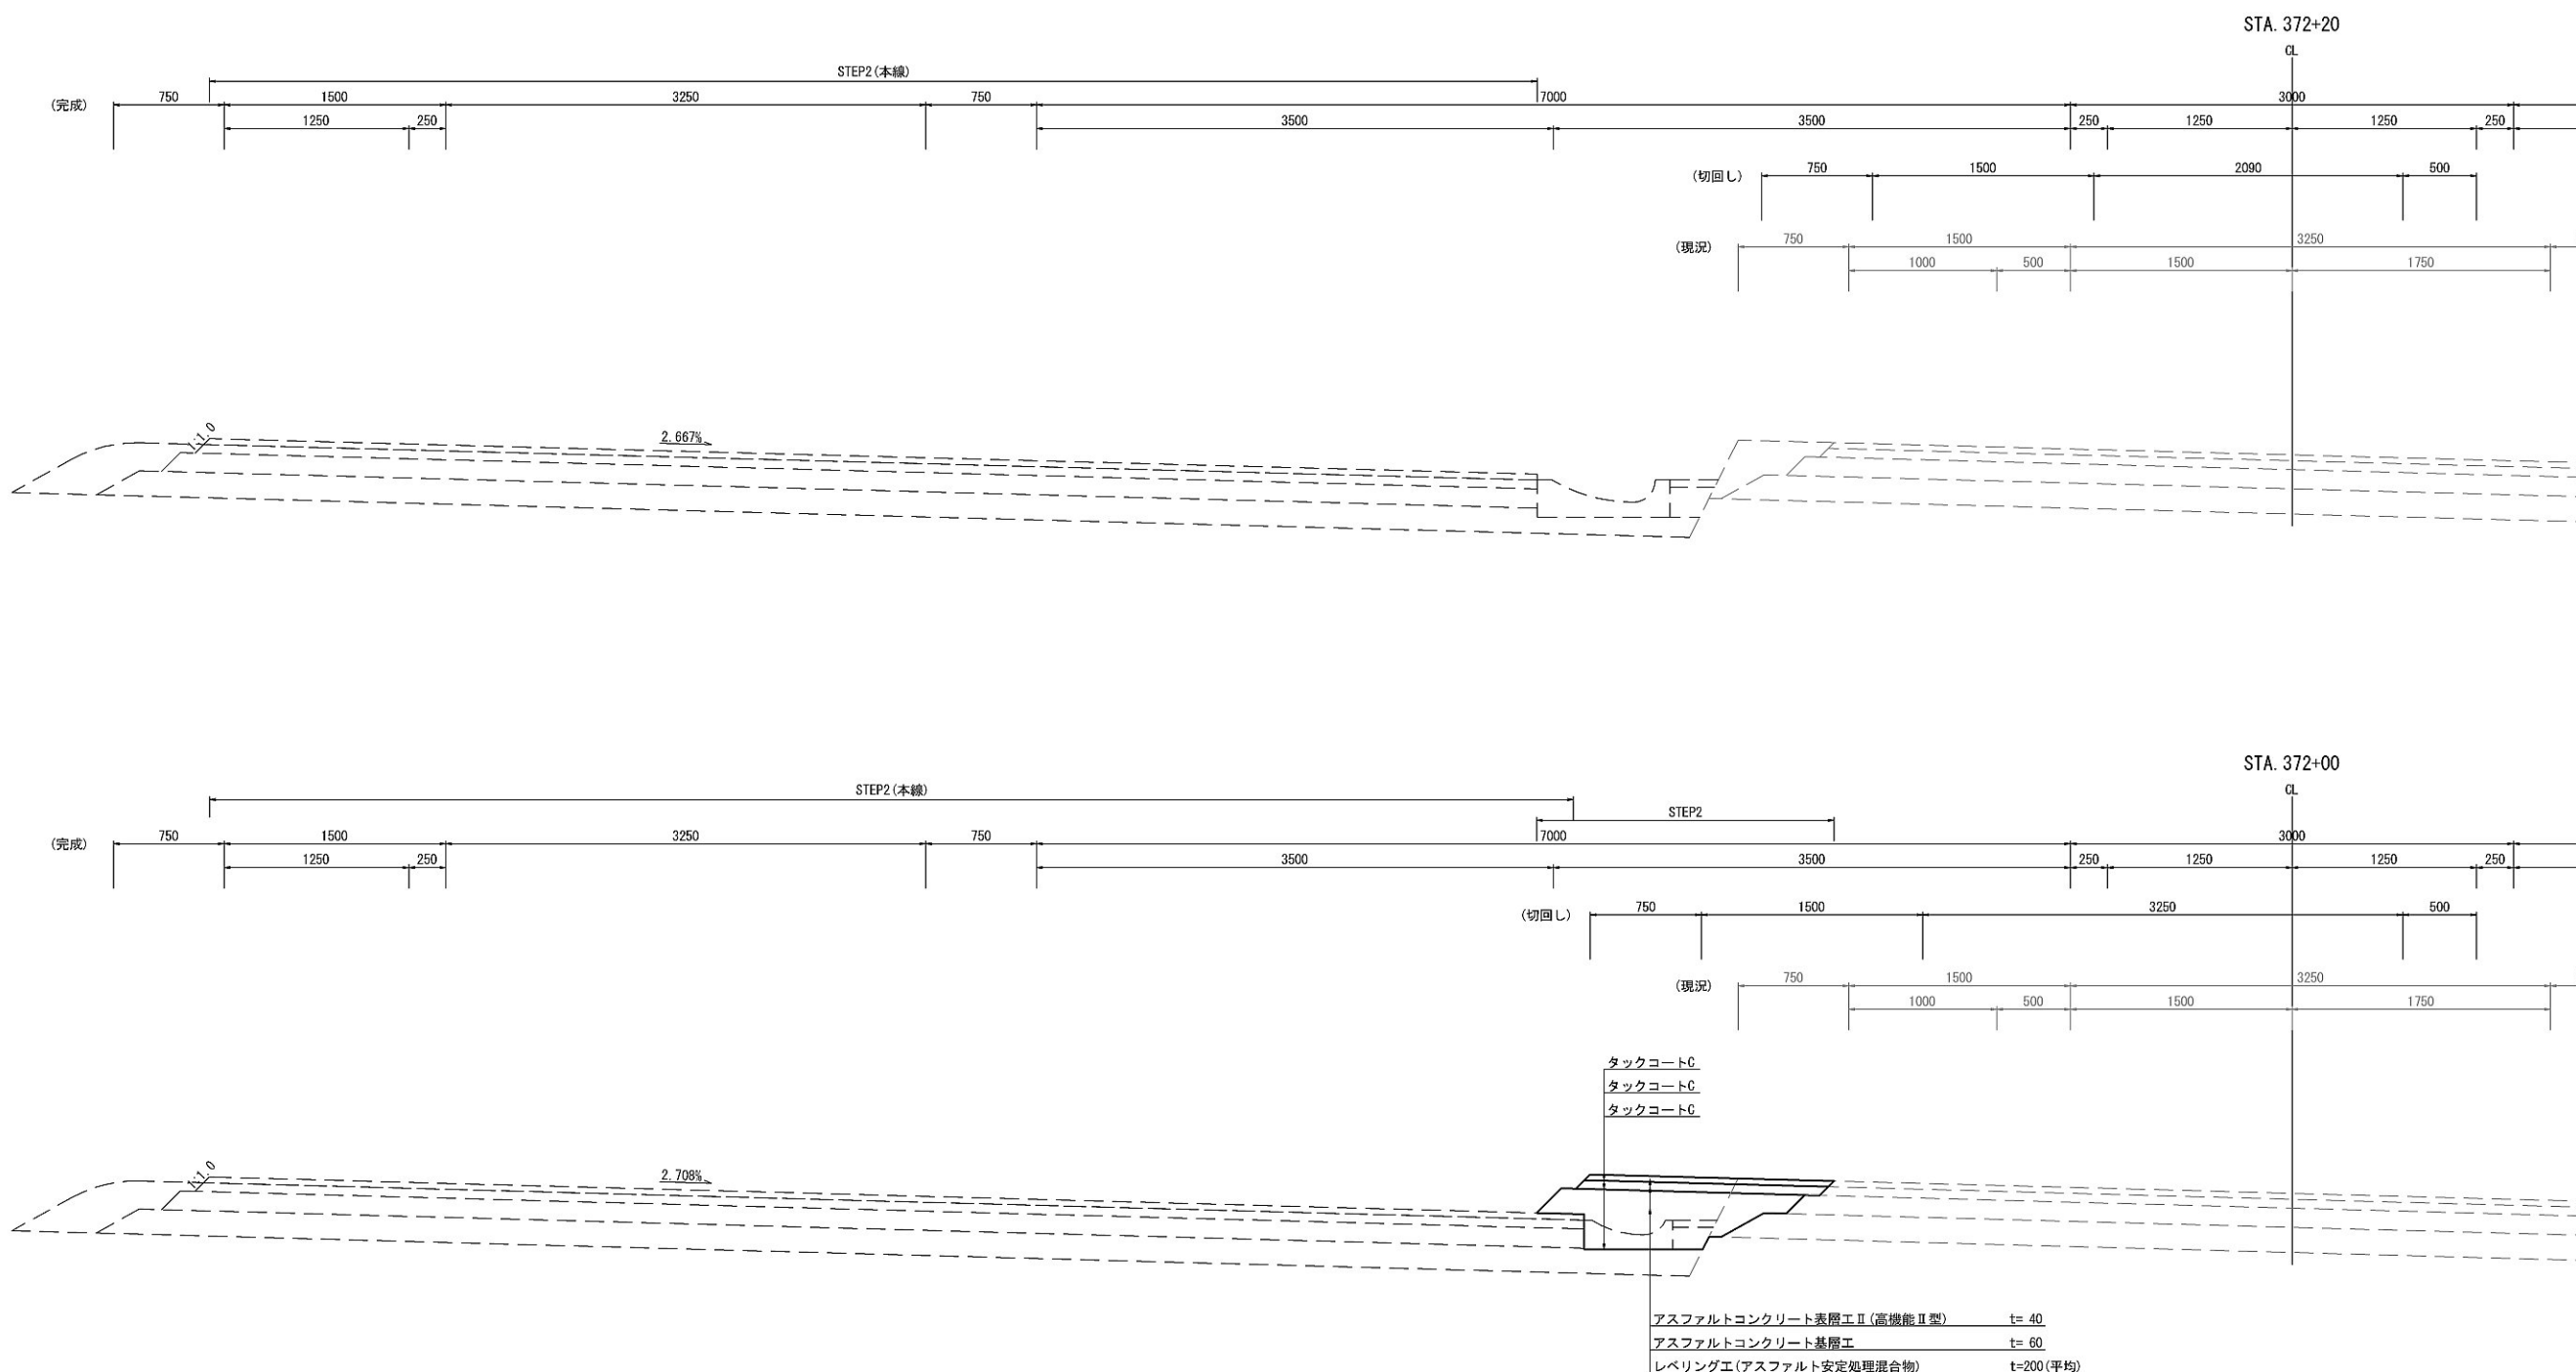 STA. 372+20
CL
STEP2(本線)
(完成) 750 1500 3250 750 7000 3000
1250 250 3500 3500 250 1250 1250 250
(切回し) 750 1500 2090 500
(現況) 750 1500 3250
1000 500 1500 1750
1:1.0 2.667%
STA. 372+00
CL
STEP2(本線)
STEP2
(完成) 750 1500 3250 750 7000 3000
1250 250 3500 3500 250 1250 1250 250
(切回し) 750 1500 3250 500
(現況) 750 1500 3250
1000 500 1500 1750
タックコートC
タックコートC
タックコートC
1:1.0 2.708%
アスファルトコンクリート表層工Ⅱ(高機能Ⅱ型) t= 40
アスファルトコンクリート基層工 t= 60
レベリング工(アスファルト安定処理混合物) t=200(平均)